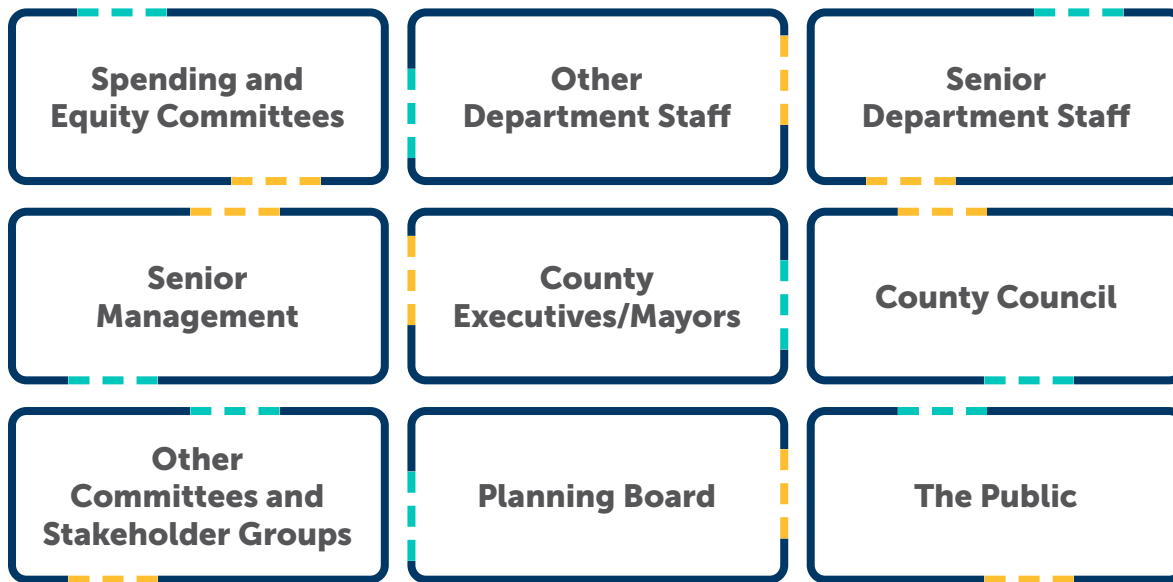 Spending and
Equity Committees
Other
Department Staff
Senior
Department Staff
Senior
Management
County
Executives/Mayors
County Council
Other
Committees and
Stakeholder Groups
Planning Board
The Public